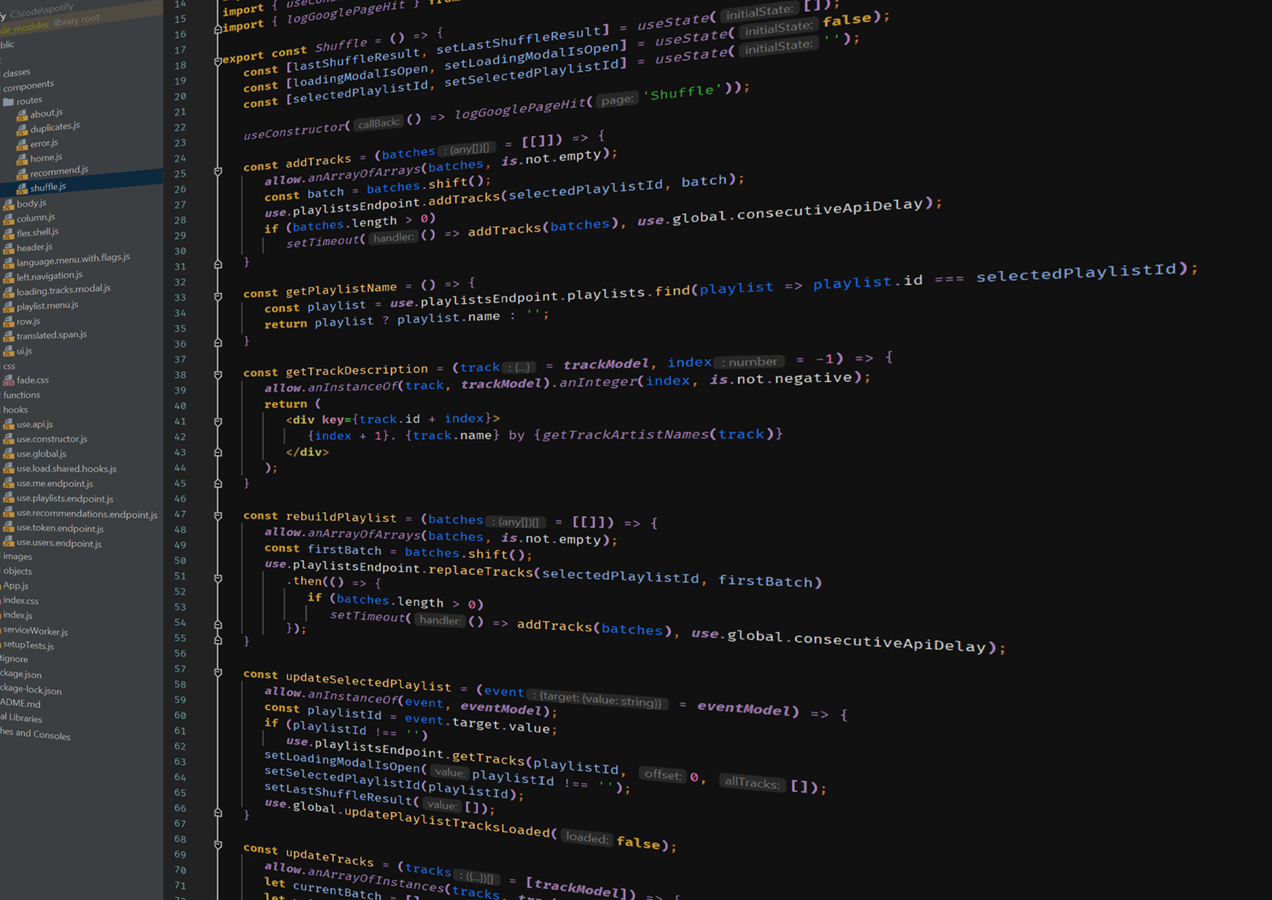 fy C:\code\spotify
de_modules library root
blic
classes
components
routes
about.js
duplicates.js
error.js
home.js
recommend.js
shuffle.js
body.js
column.js
flex.shell.js
header.js
language.menu.with.flags.js
left.navigation.js
loading.tracks.modal.js
playlist.menu.js
row.js
translated.span.js
ui.js
css
fade.css
functions
hooks
use.api.js
use.constructor.js
use.global.js
use.load.shared.hooks.js
use.me.endpoint.js
use.playlists.endpoint.js
use.recommendations.endpoint.js
use.token.endpoint.js
use.users.endpoint.js
images
objects
App.js
index.css
index.js
serviceWorker.js
setupTests.js
tignore
ckage.json
ckage-lock.json
ADME.md
al Libraries
hes and Consoles
14
15 import { useCon
16 import { logGooglePageHit } from
17
18 export const Shuffle = () => {
19 const [lastShuffleResult, setLastShuffleResult] = useState( initialState: []);
20 const [loadingModalIsOpen, setLoadingModalIsOpen] = useState( initialState: false);
21 const [selectedPlaylistId, setSelectedPlaylistId] = useState( initialState: '');
22
23 useConstructor( callBack: () => logGooglePageHit( page: 'Shuffle'));
24
25 const addTracks = (batches : (any[])[] = [[]]) => {
26 allow.anArrayOfArrays(batches, is.not.empty);
27 const batch = batches.shift();
28 use.playlistsEndpoint.addTracks(selectedPlaylistId, batch);
29 if (batches.length > 0)
30 setTimeout( handler: () => addTracks(batches), use.global.consecutiveApiDelay);
31 }
32
33 const getPlaylistName = () => {
34 const playlist = use.playlistsEndpoint.playlists.find(playlist => playlist.id === selectedPlaylistId);
35 return playlist ? playlist.name : '';
36 }
37
38 const getTrackDescription = (track : {...} = trackModel, index : number = -1) => {
39 allow.anInstanceOf(track, trackModel).anInteger(index, is.not.negative);
40 return (
41 <div key={track.id + index}>
42 {index + 1}. {track.name} by {getTrackArtistNames(track)}
43 </div>
44 );
45 }
46
47 const rebuildPlaylist = (batches : (any[])[] = [[]]) => {
48 allow.anArrayOfArrays(batches, is.not.empty);
49 const firstBatch = batches.shift();
50 use.playlistsEndpoint.replaceTracks(selectedPlaylistId, firstBatch)
51 .then(() => {
52 if (batches.length > 0)
53 setTimeout( handler: () => addTracks(batches), use.global.consecutiveApiDelay);
54 });
55 }
56
57
58 const updateSelectedPlaylist = (event : {target: {value: string}} = eventModel) => {
59 allow.anInstanceOf(event, eventModel);
60 const playlistId = event.target.value;
61 if (playlistId !== '')
62 use.playlistsEndpoint.getTracks(playlistId, offset: 0, allTracks: []);
63 setLoadingModalIsOpen( value: playlistId !== '');
64 setSelectedPlaylistId(playlistId);
65 setLastShuffleResult( value: []);
66 use.global.updatePlaylistTracksLoaded( loaded: false);
67 }
68
69 const updateTracks = (tracks : ({...})[] = [trackModel]) => {
70 allow.anArrayOfInstances(tracks,
71 let currentBatch =